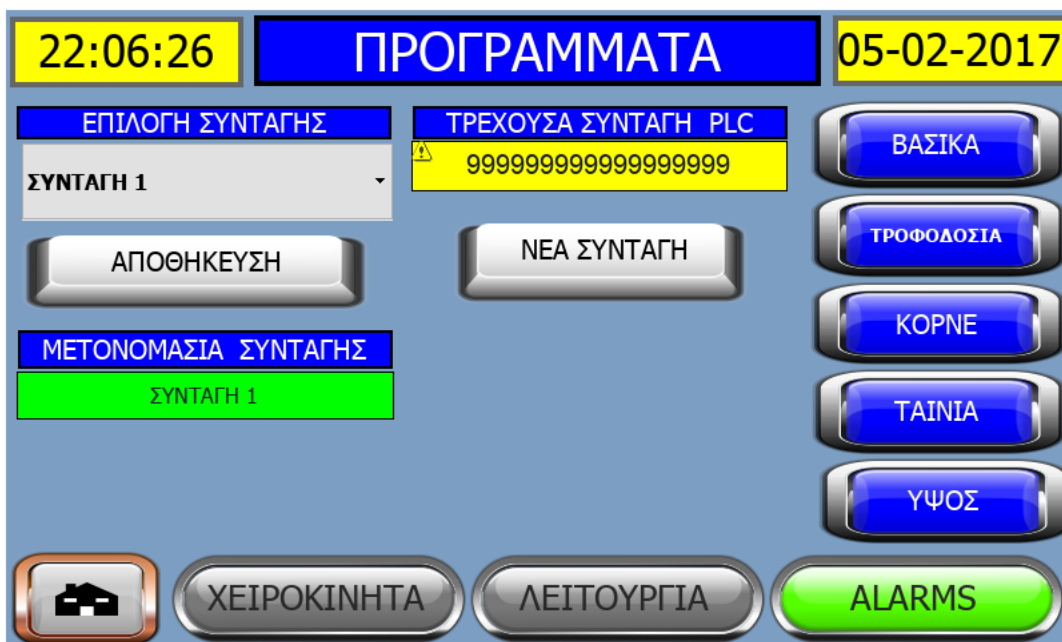 22:06:26
ΠΡΟΓΡΑΜΜΑΤΑ
05-02-2017
ΕΠΙΛΟΓΗ ΣΥΝΤΑΓΗΣ
ΣΥΝΤΑΓΗ 1
ΑΠΟΘΗΚΕΥΣΗ
ΜΕΤΟΝΟΜΑΣΙΑ ΣΥΝΤΑΓΗΣ
ΣΥΝΤΑΓΗ 1
ΤΡΕΧΟΥΣΑ ΣΥΝΤΑΓΗ PLC
999999999999999999
ΝΕΑ ΣΥΝΤΑΓΗ
ΒΑΣΙΚΑ
ΤΡΟΦΟΔΟΣΙΑ
ΚΟΡΝΕ
ΤΑΙΝΙΑ
ΥΨΟΣ
ΧΕΙΡΟΚΙΝΗΤΑ
ΛΕΙΤΟΥΡΓΙΑ
ALARMS